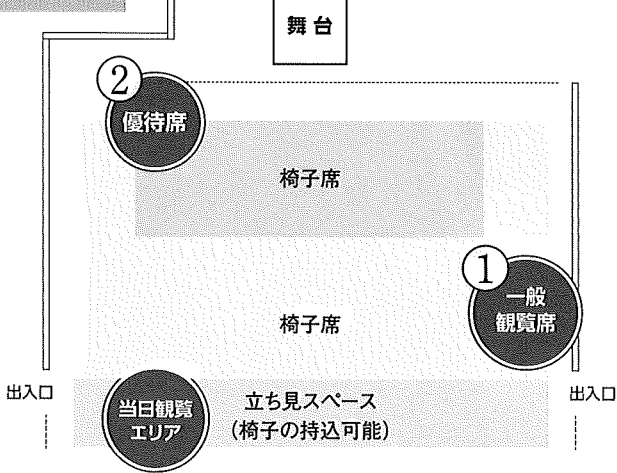 舞台
②
優待席
椅子席
①
一般
観覧席
椅子席
出入口
当日観覧
エリア
立ち見スペース
(椅子の持込可能)
出入口